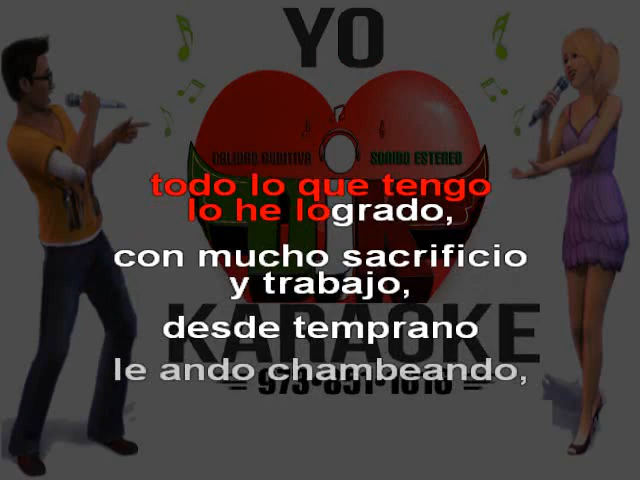 YO
CALIDAD AUDITIVA
SONIDO ESTEREO
todo lo que tengo
lo he logrado,
con mucho sacrificio
y trabajo,
desde temprano
KARAOKE
le ando chambeando,